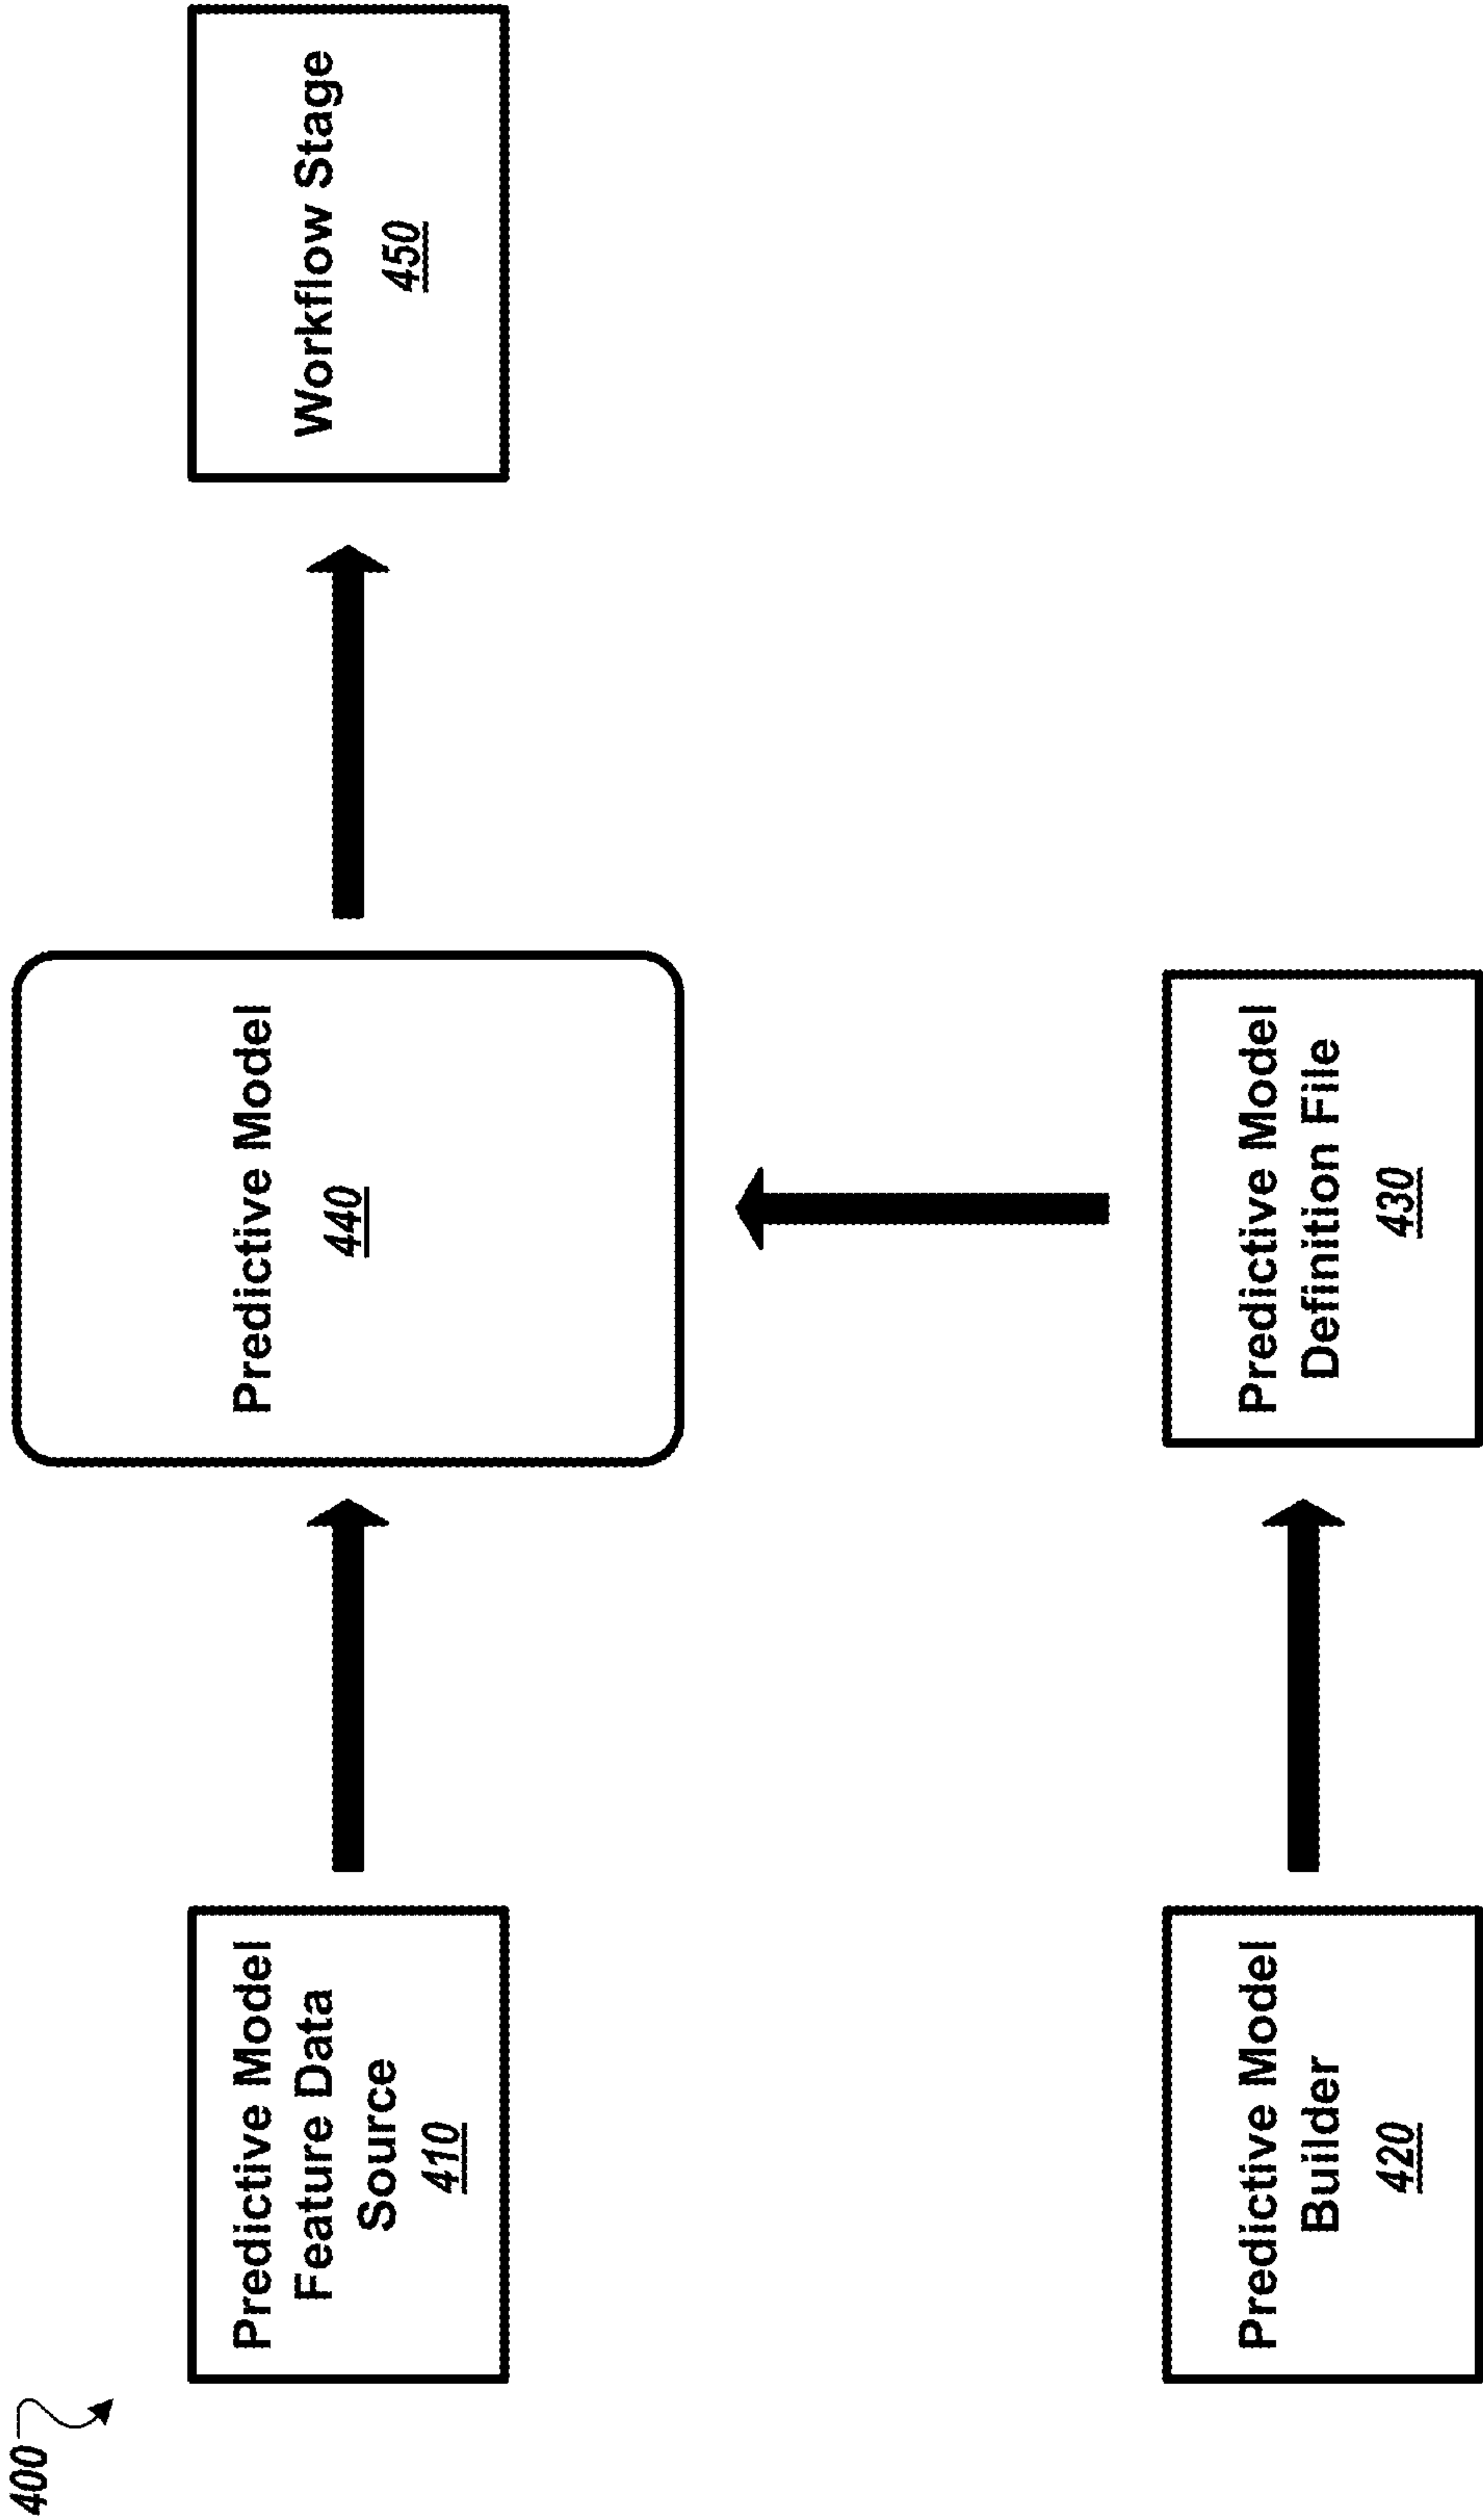 400
Predictive Model
Feature Data
Source
410
Predictive Model
440
Workflow Stage
450
Predictive Model
Builder
420
Predictive Model
Definition File
430